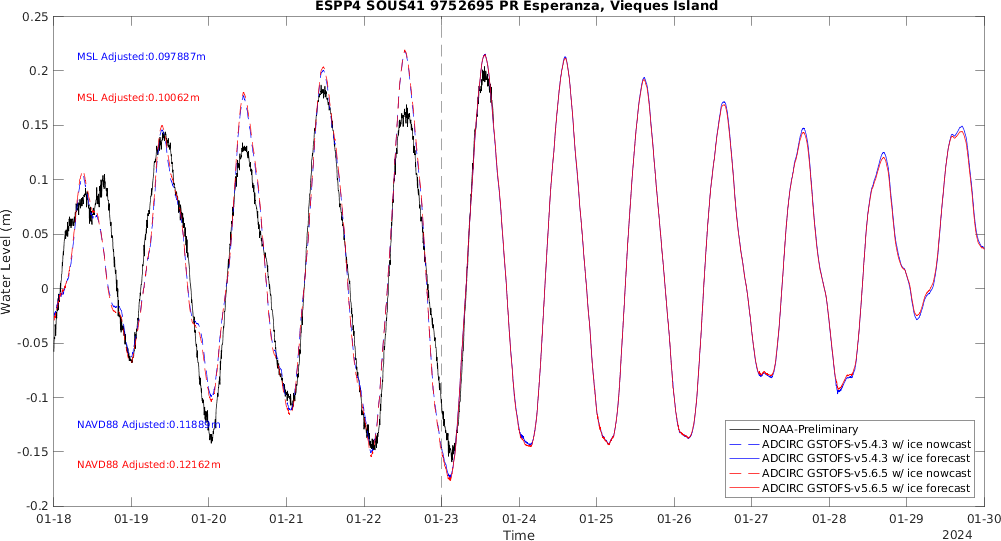 ESPP4 SOUS41 9752695 PR Esperanza, Vieques Island
0.25
0.2
0.15
0.1
0.05
0
-0.05
-0.1
-0.15
-0.2
Water Level (m)
MSL Adjusted:0.097887m
MSL Adjusted:0.10062m
NAVD88 Adjusted:0.11889m
NAVD88 Adjusted:0.12162m
NOAA-Preliminary
ADCIRC GSTOFS-v5.4.3 w/ ice nowcast
ADCIRC GSTOFS-v5.4.3 w/ ice forecast
ADCIRC GSTOFS-v5.6.5 w/ ice nowcast
ADCIRC GSTOFS-v5.6.5 w/ ice forecast
01-18 01-19 01-20 01-21 01-22 01-23 01-24 01-25 01-26 01-27 01-28 01-29 01-30
Time
2024